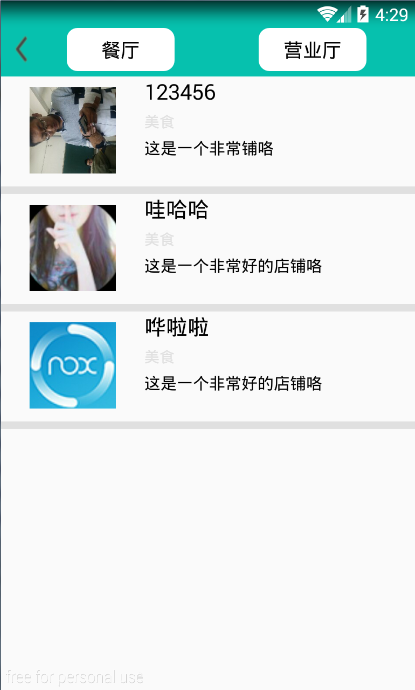 4:29
餐厅 营业厅
123456
美食
这是一个非常铺咯
哇哈哈
美食
这是一个非常好的店铺咯
nox
哗啦啦
美食
这是一个非常好的店铺咯
free for personal use